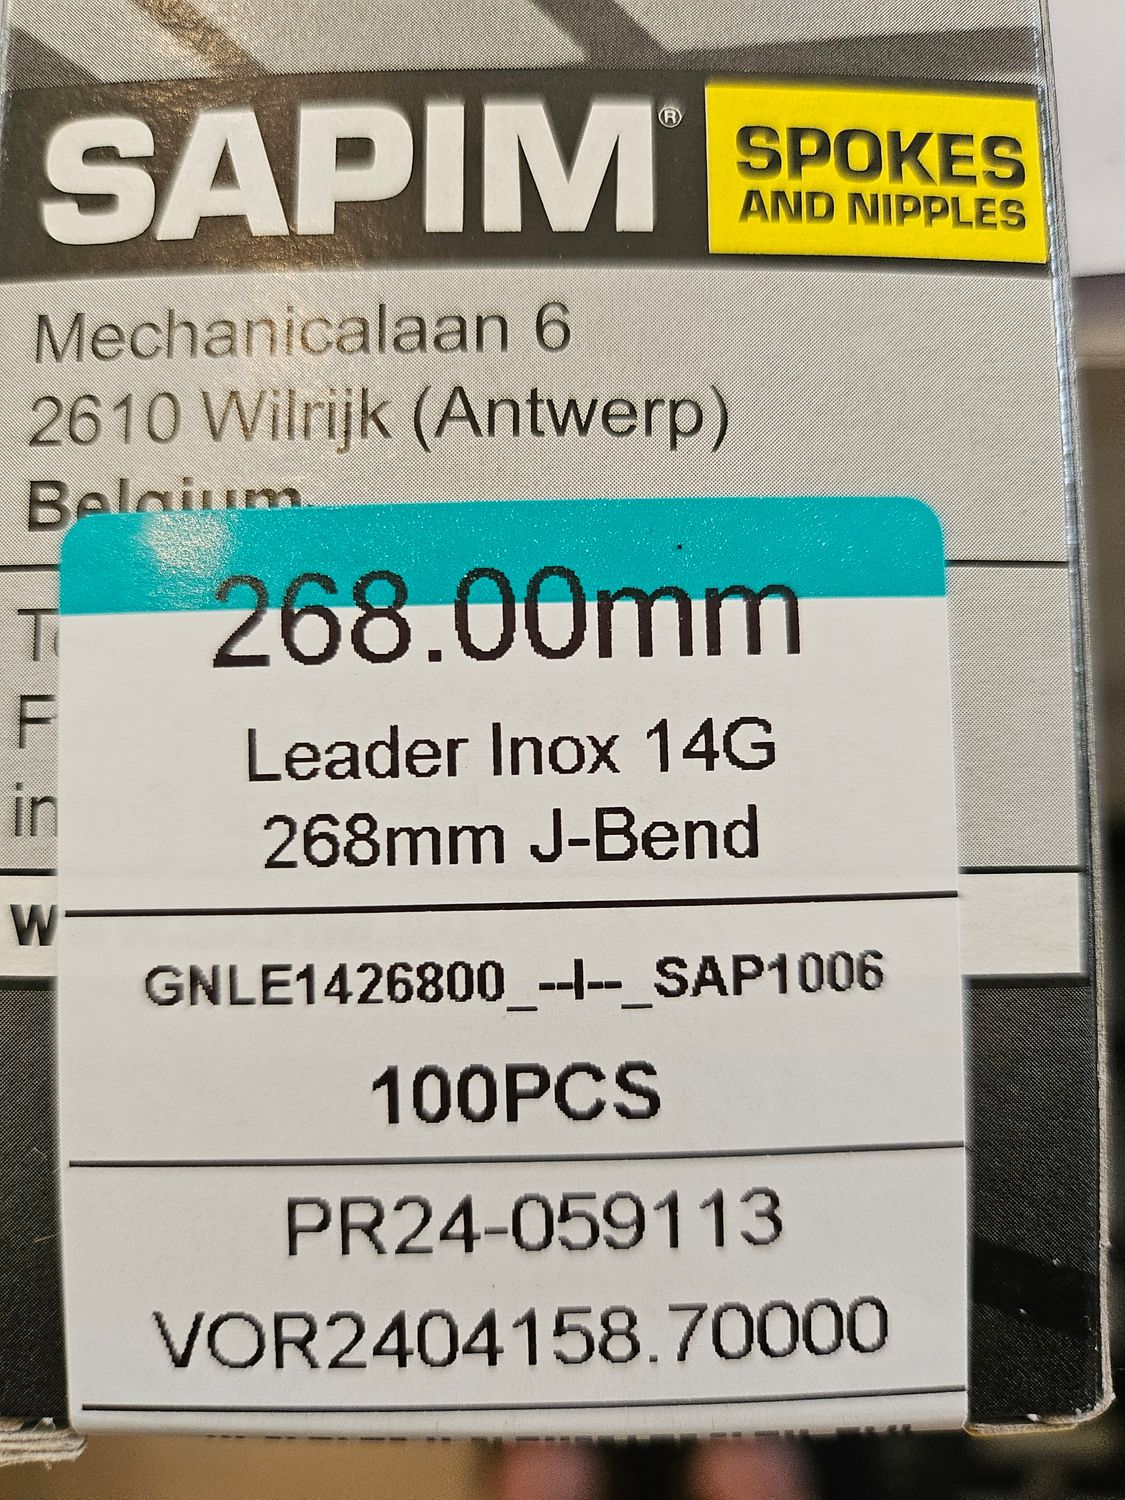 SAPIM®
SPOKES
AND NIPPLES
Mechanicalaan 6
2610 Wilrijk (Antwerp)
Belgium
268.00mm
Leader Inox 14G
268mm J-Bend
GNLE1426800_--I--_SAP1006
100PCS
PR24-059113
VOR2404158.70000